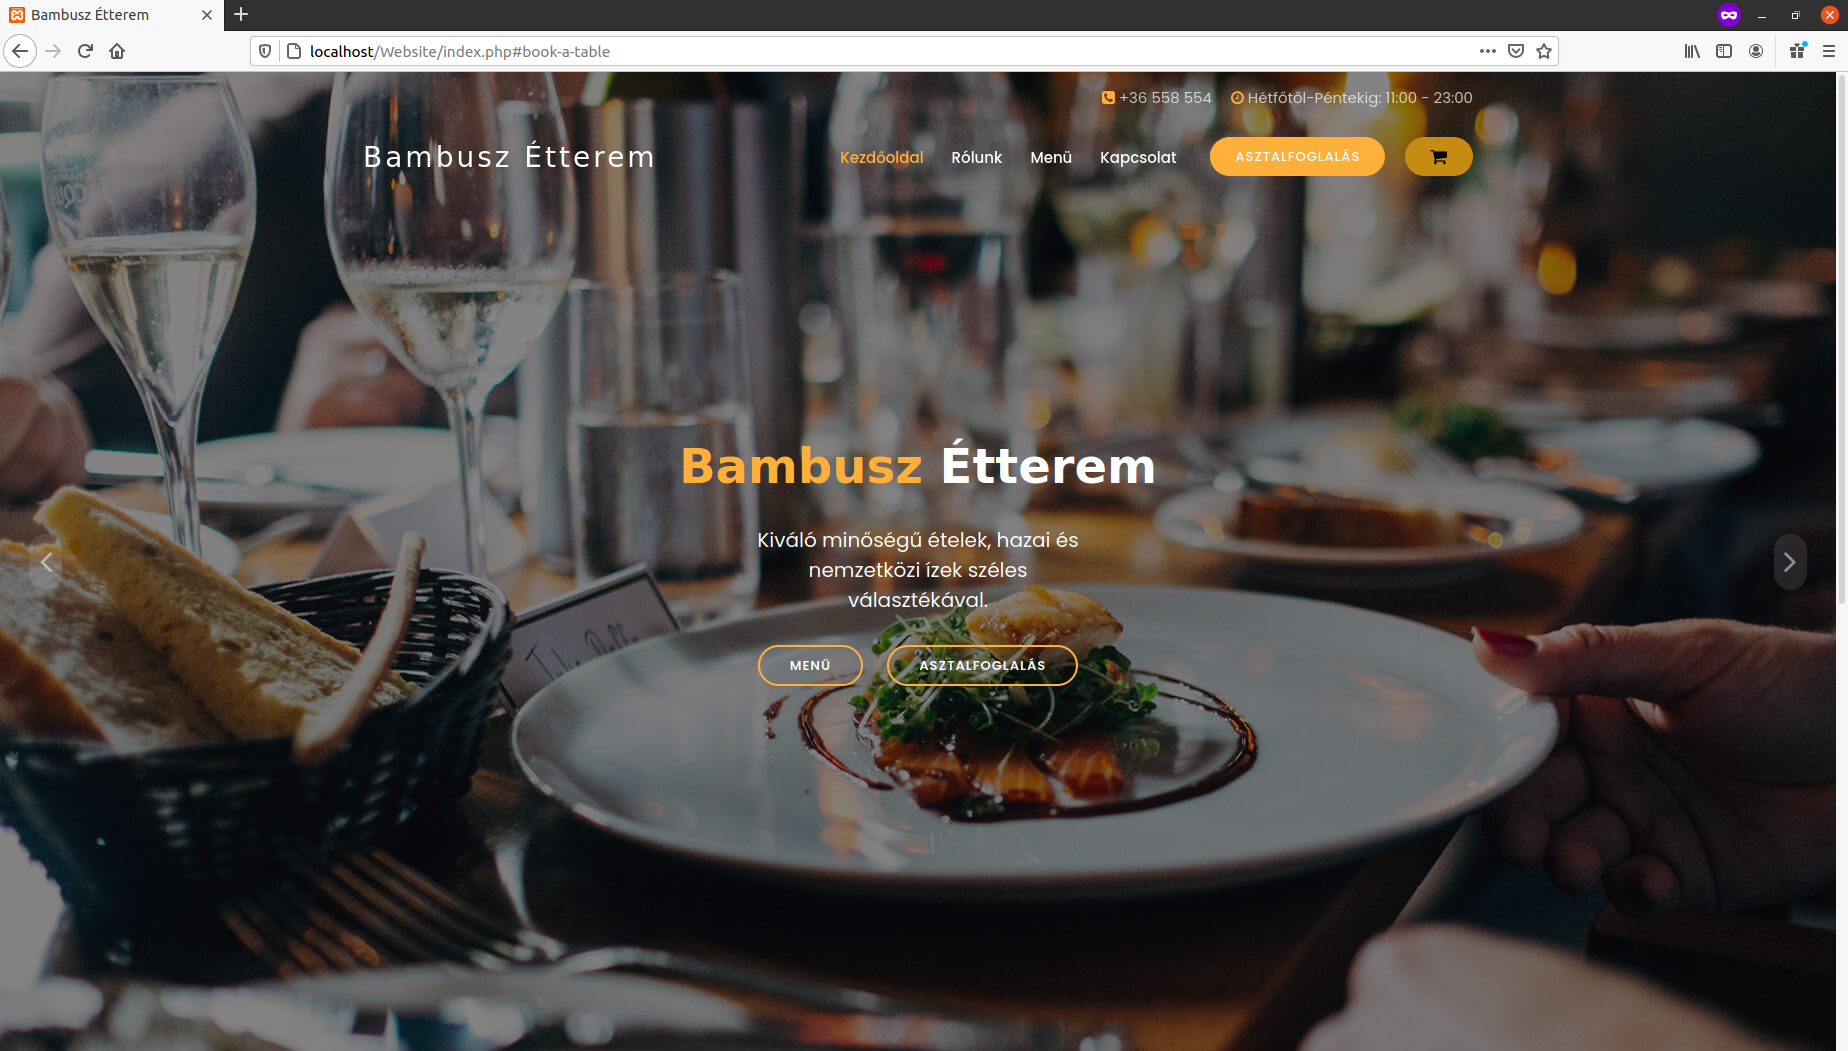 Bambusz Étterem
localhost/Website/index.php#book-a-table
+36 558 554 Hétfőtől-Péntekig: 11:00 - 23:00
Bambusz Étterem
Kezdőoldal Rólunk Menü Kapcsolat ASZTALFOGLALÁS
Bambusz Étterem
Kiváló minőségű ételek, hazai és
nemzetközi ízek széles
választékával.
MENÜ ASZTALFOGLALÁS